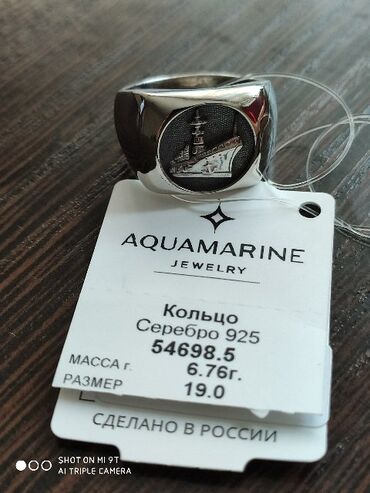 AQUAMARINE
JEWELRY
Кольцо
Серебро 925
54698.5
МАССА г. 6.76г.
РАЗМЕР 19.0
СДЕЛАНО В РОССИИ
SHOT ON MI 9T
AI TRIPLE CAMERA